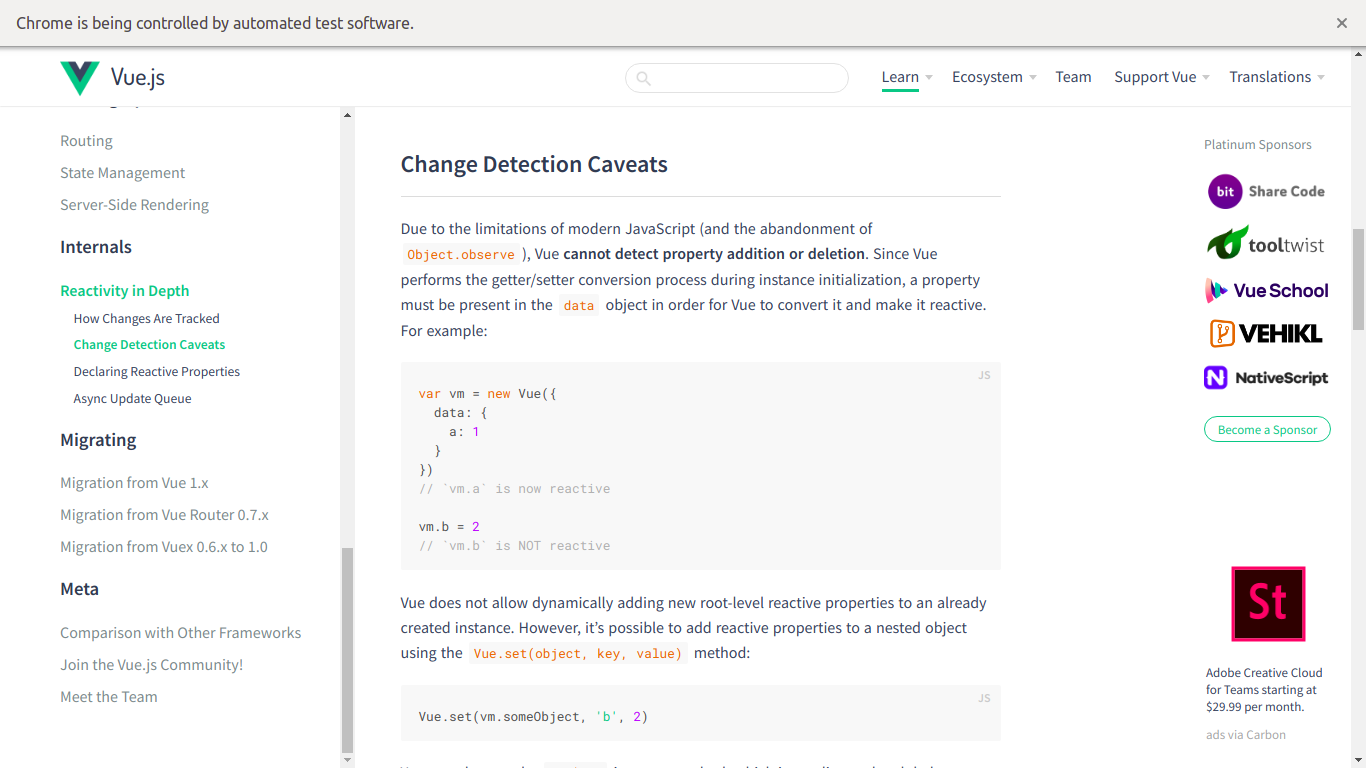 Chrome is being controlled by automated test software.
Vue.js
Learn
Ecosystem
Team
Support Vue
Translations
Routing
State Management
Server-Side Rendering
Internals
Reactivity in Depth
How Changes Are Tracked
Change Detection Caveats
Declaring Reactive Properties
Async Update Queue
Migrating
Migration from Vue 1.x
Migration from Vue Router 0.7.x
Migration from Vuex 0.6.x to 1.0
Meta
Comparison with Other Frameworks
Join the Vue.js Community!
Meet the Team
Change Detection Caveats
Due to the limitations of modern JavaScript (and the abandonment of
Object.observe ), Vue cannot detect property addition or deletion. Since Vue
performs the getter/setter conversion process during instance initialization, a property
must be present in the data object in order for Vue to convert it and make it reactive.
For example:
JS
var vm = new Vue({
data: {
a: 1
}
})
// `vm.a` is now reactive
vm.b = 2
// `vm.b` is NOT reactive
Vue does not allow dynamically adding new root-level reactive properties to an already
created instance. However, it’s possible to add reactive properties to a nested object
using the Vue.set(object, key, value) method:
JS
Vue.set(vm.someObject, 'b', 2)
Platinum Sponsors
bit Share Code
tooltwist
Vue School
VEHIKL
NativeScript
Become a Sponsor
St
Adobe Creative Cloud
for Teams starting at
$29.99 per month.
ads via Carbon